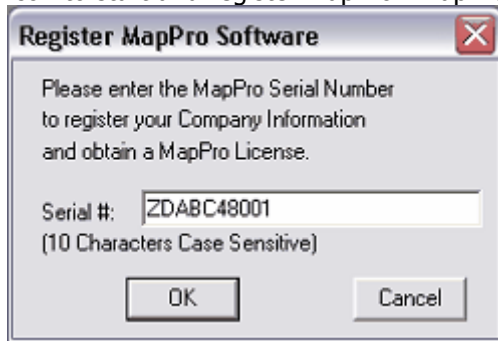 Register MapPro Software
Please enter the MapPro Serial Number
to register your Company Information
and obtain a MapPro License.
Serial #: ZDABC48001
(10 Characters Case Sensitive)
OK Cancel